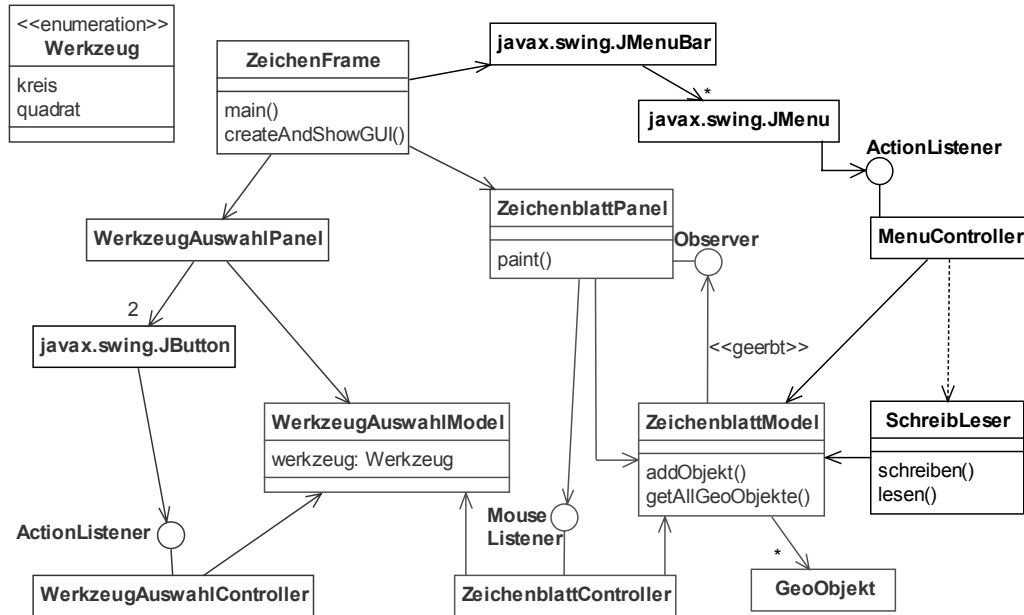 <<enumeration>>
Werkzeug
kreis
quadrat
ZeichenFrame
main()
createAndShowGUI()
javax.swing.JMenuBar
*
javax.swing.JMenu
ActionListener
MenuController
WerkzeugAuswahlPanel
ZeichenblattPanel
paint()
Observer
2
javax.swing.JButton
<<geerbt>>
WerkzeugAuswahlModel
werkzeug: Werkzeug
ZeichenblattModel
addObjekt()
getAllGeoObjekte()
SchreibLeser
schreiben()
lesen()
ActionListener
Mouse
Listener
*
WerkzeugAuswahlController
ZeichenblattController
GeoObjekt